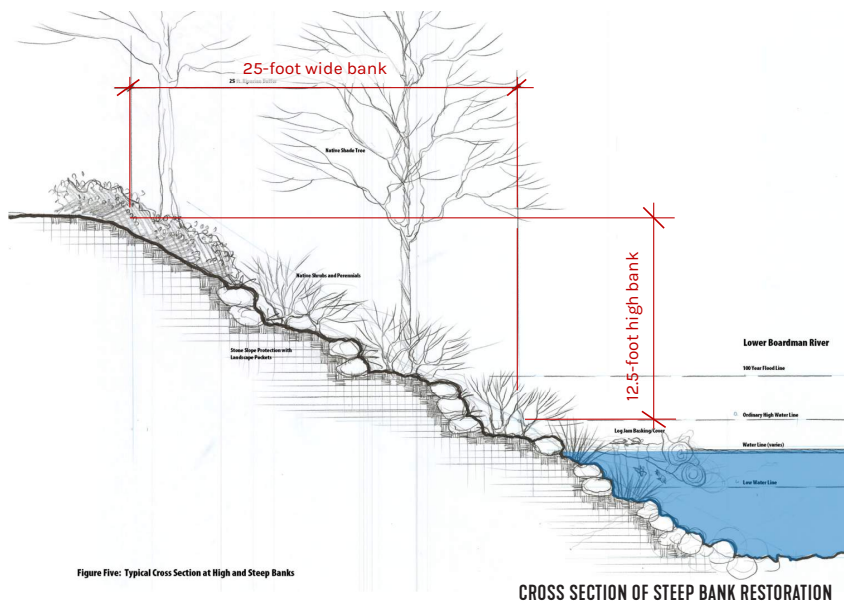 25-foot wide bank
25 ft. Riparian Buffer
Native Shade Tree
Native Shrubs and Perennials
Stone Slope Protection with
Landscape Pockets
12.5-foot high bank
Lower Boardman River
100 Year Flood Line
Ordinary High Water Line
Log Jam Basking Cover
Water Line (varies)
Low Water Line
Figure Five: Typical Cross Section at High and Steep Banks
CROSS SECTION OF STEEP BANK RESTORATION